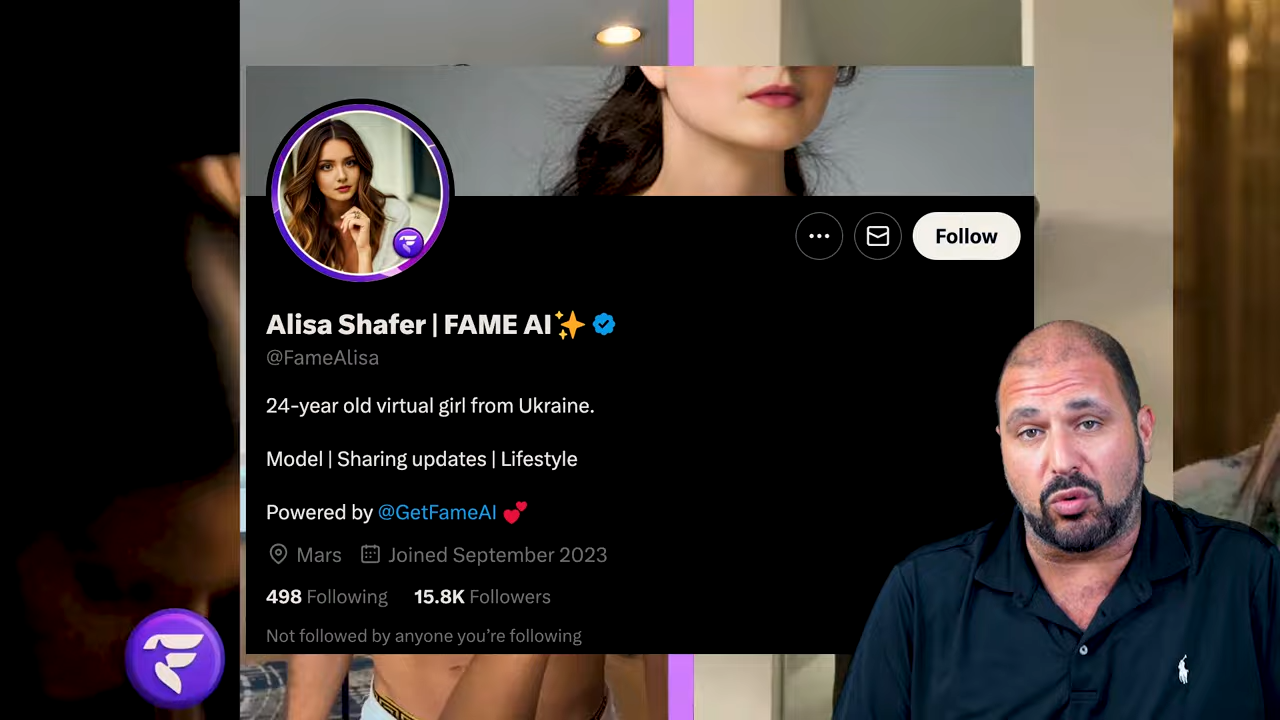 Follow
Alisa Shafer | FAME AI✨
@FameAlisa
24-year old virtual girl from Ukraine.
Model | Sharing updates | Lifestyle
Powered by @GetFameAI 💕
Mars Joined September 2023
498 Following 15.8K Followers
Not followed by anyone you’re following